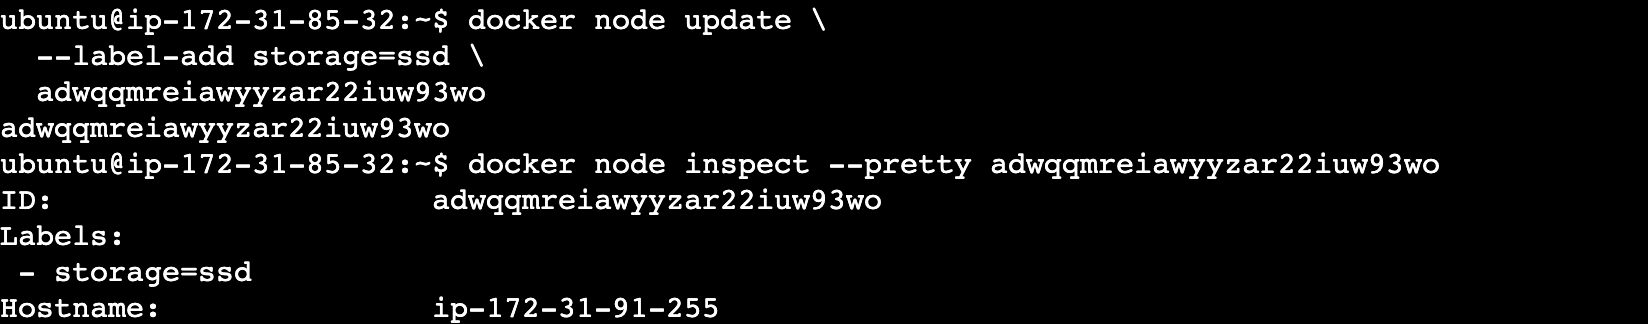 ubuntu@ip-172-31-85-32:~$ docker node update \
  --label-add storage=ssd \
  adwqqmreiawyyzar22iuw93wo
adwqqmreiawyyzar22iuw93wo
ubuntu@ip-172-31-85-32:~$ docker node inspect --pretty adwqqmreiawyyzar22iuw93wo
ID:                     adwqqmreiawyyzar22iuw93wo
Labels:
 - storage=ssd
Hostname:               ip-172-31-91-255